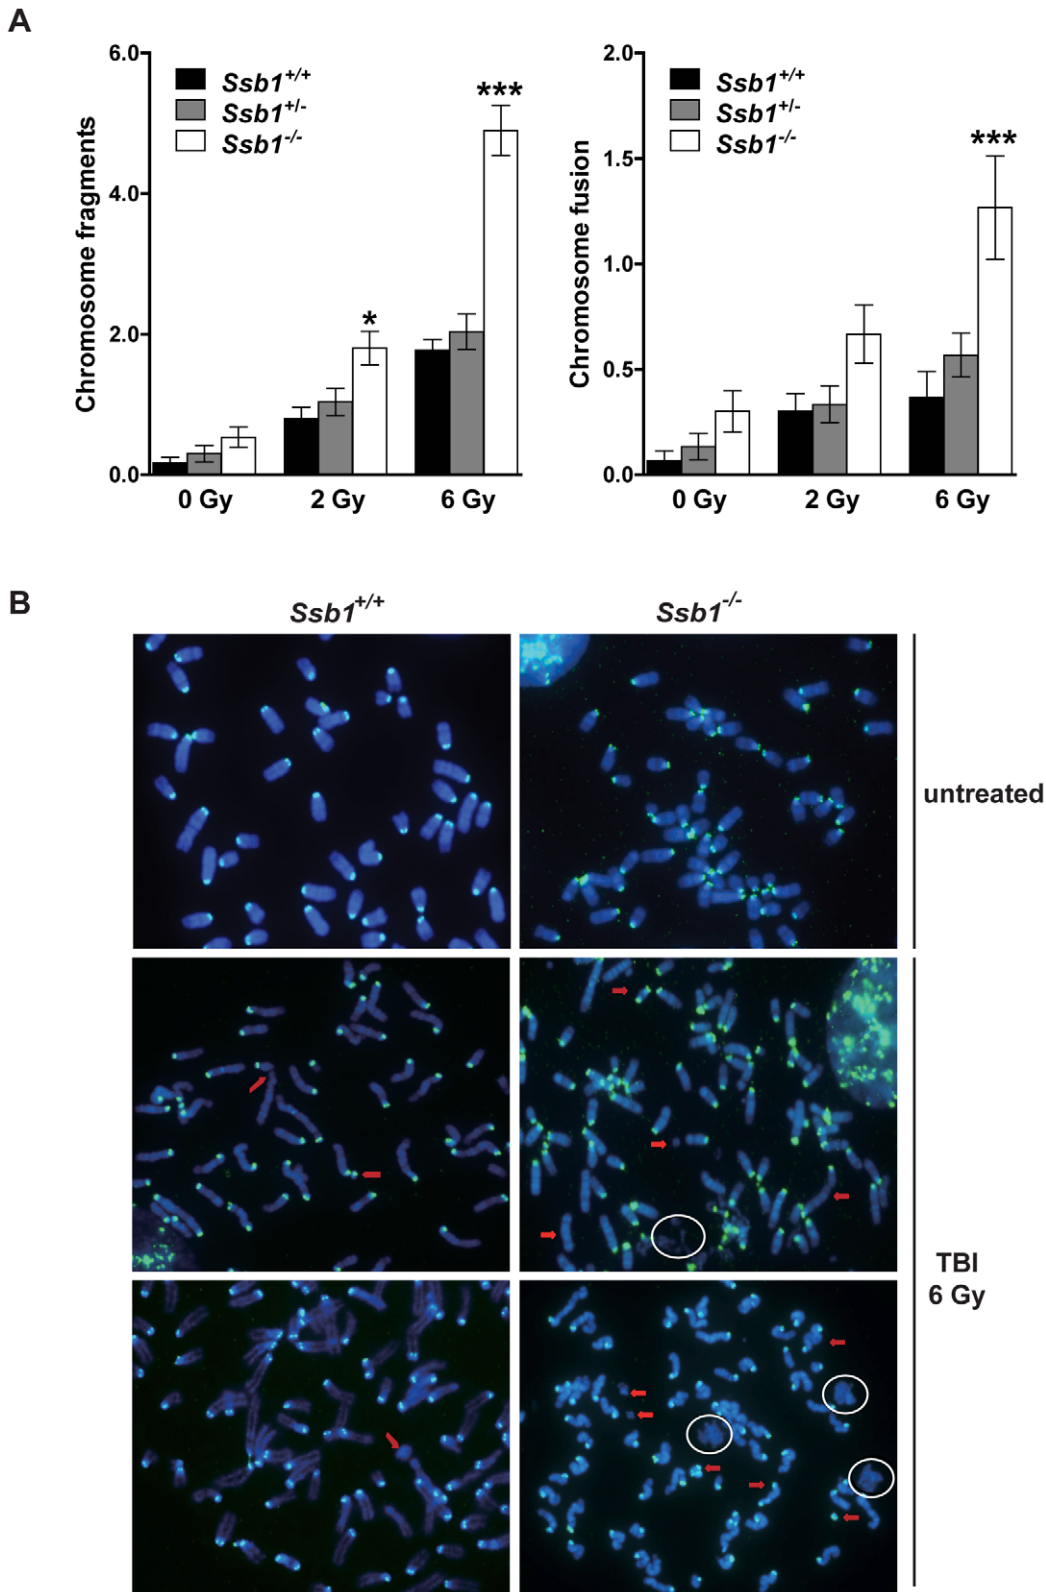 A
6.0
4.0
2.0
0.0
Chromosome fragments
Ssb1+/+
Ssb1+/-
Ssb1-/-
*
***
0 Gy
2 Gy
6 Gy
2.0
1.5
1.0
0.5
0.0
Chromosome fusion
Ssb1+/+
Ssb1+/-
Ssb1-/-
***
0 Gy
2 Gy
6 Gy
B
Ssb1+/+
Ssb1-/-
untreated
TBI
6 Gy